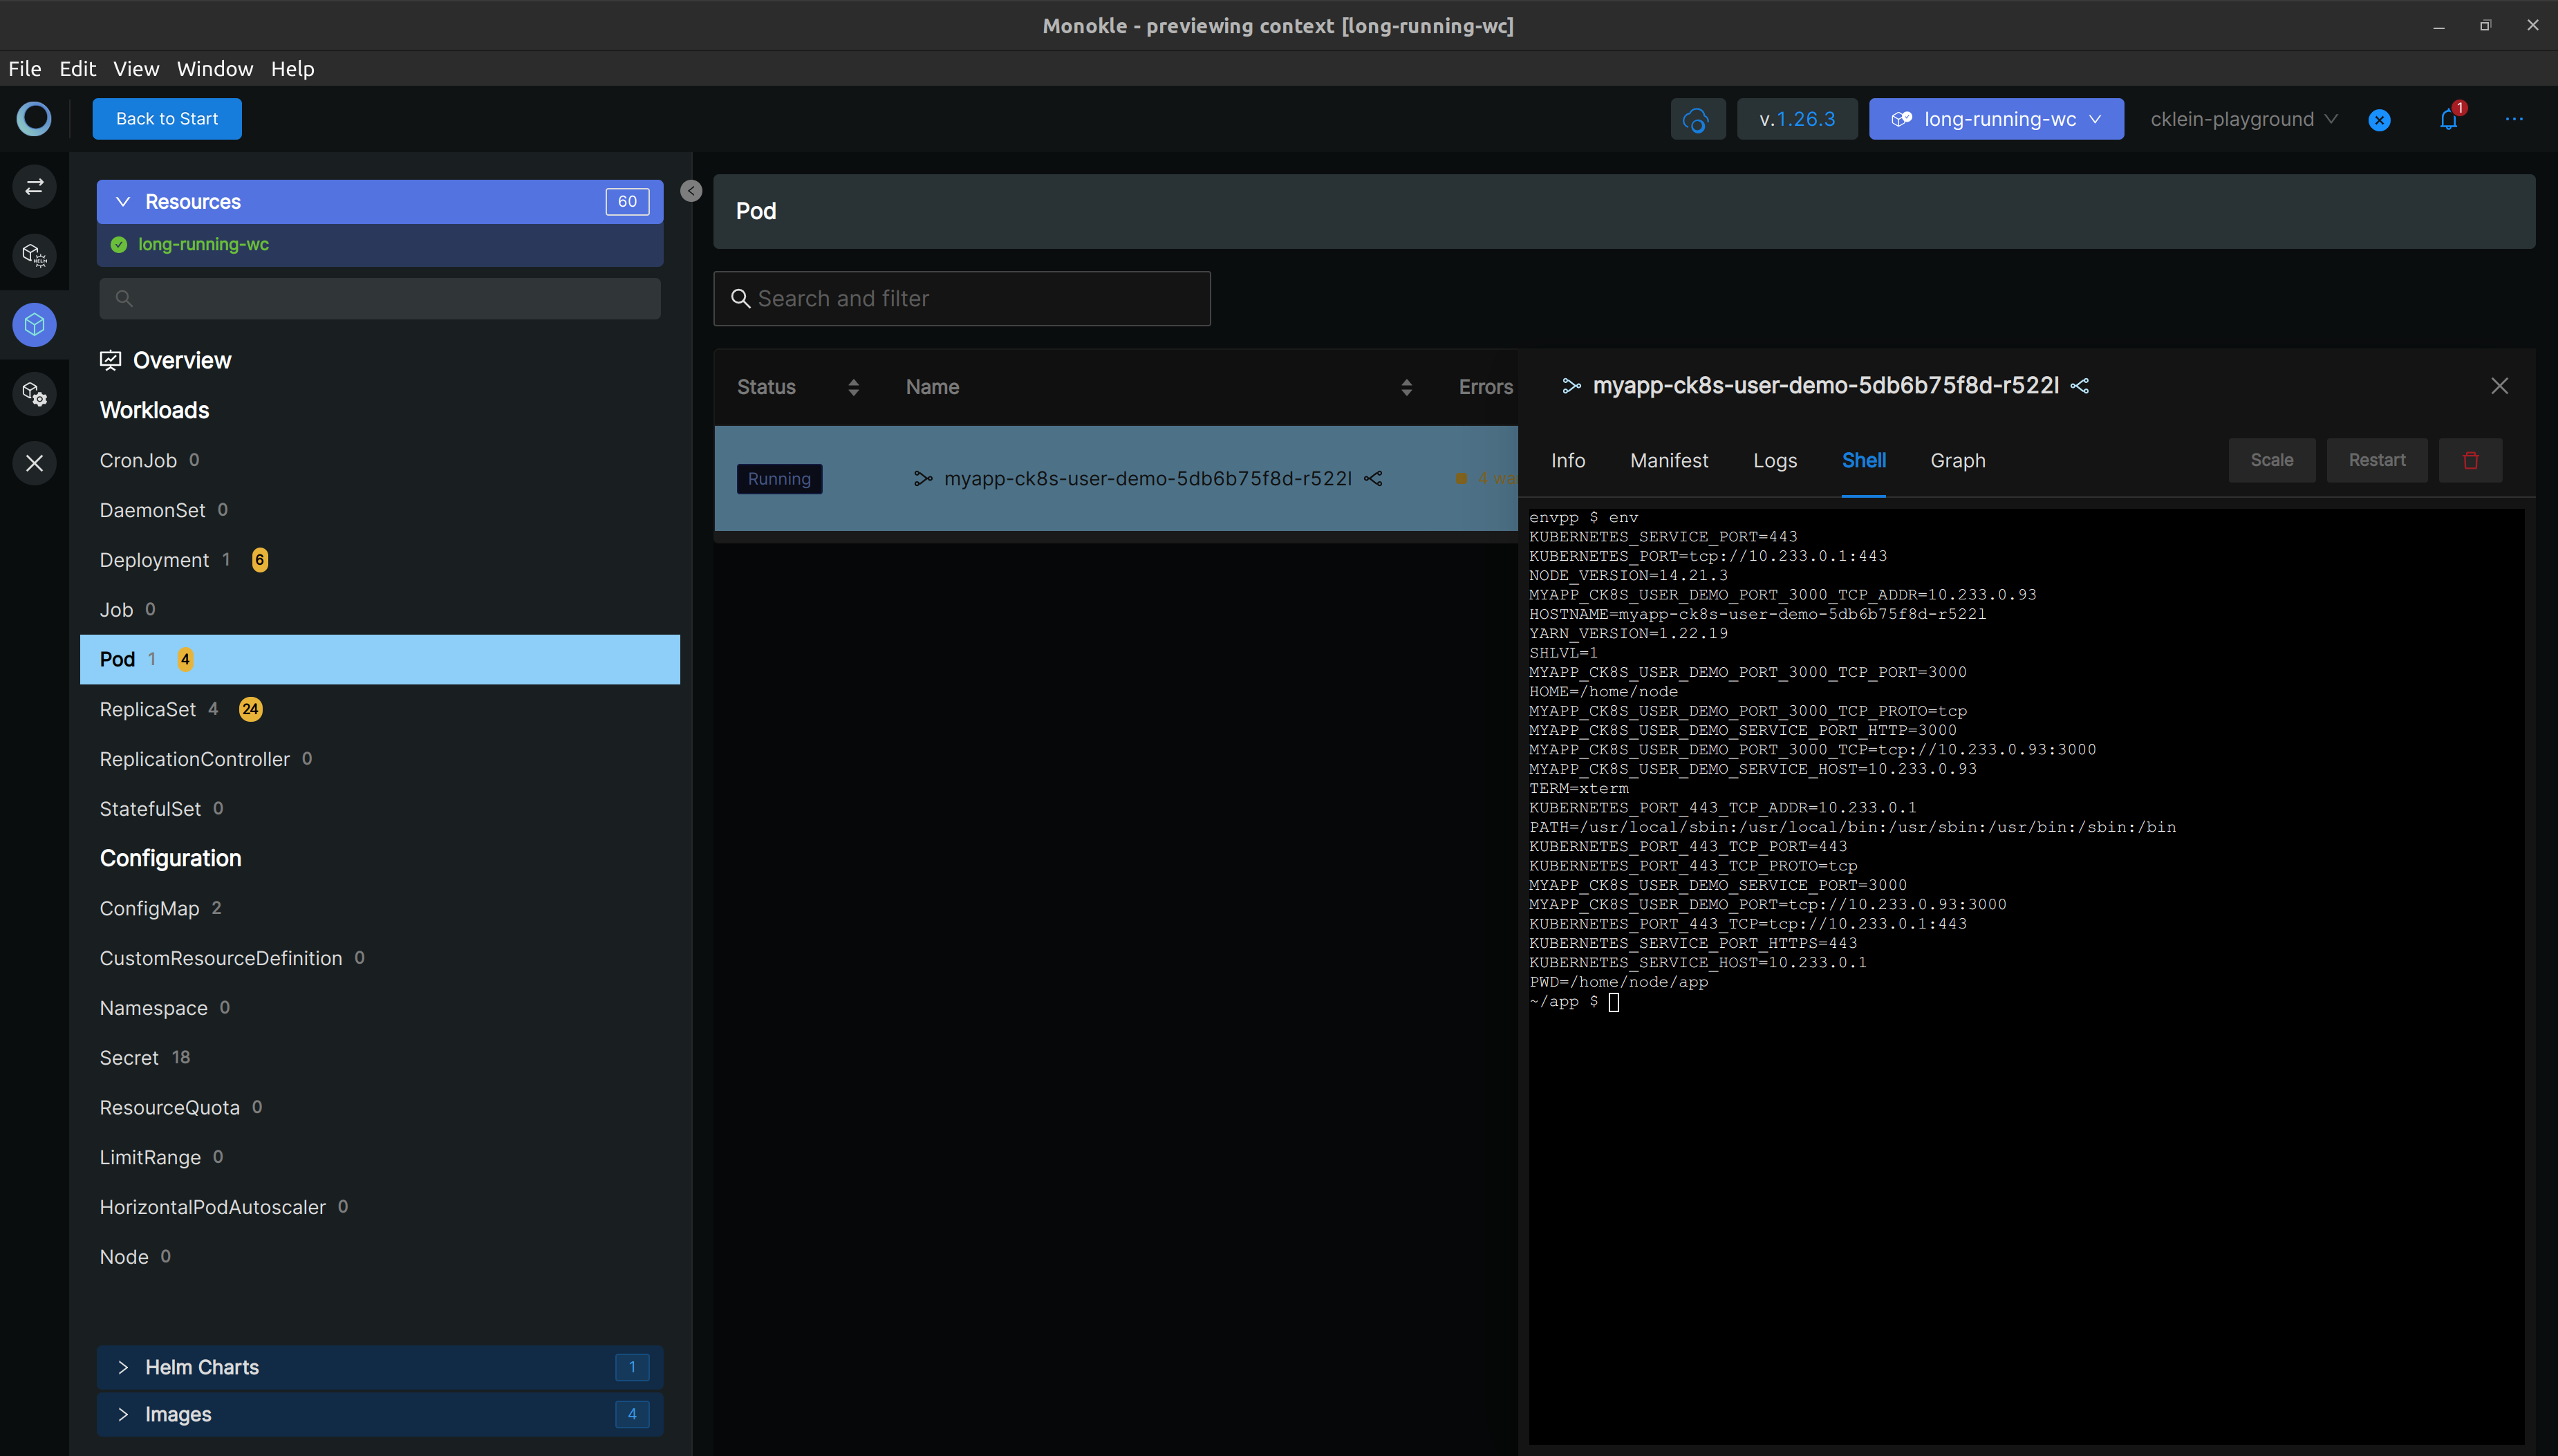 Monokle - previewing context [long-running-wc]
File Edit View Window Help
Back to Start
v.1.26.3
long-running-wc
cklein-playground
1
Resources 60
long-running-wc
Overview
Workloads
CronJob 0
DaemonSet 0
Deployment 1 6
Job 0
Pod 1 4
ReplicaSet 4 24
ReplicationController 0
StatefulSet 0
Configuration
ConfigMap 2
CustomResourceDefinition 0
Namespace 0
Secret 18
ResourceQuota 0
LimitRange 0
HorizontalPodAutoscaler 0
Node 0
Helm Charts 1
Images 4
Pod
Search and filter
Status Name Errors
Running myapp-ck8s-user-demo-5db6b75f8d-r522l 4 wa
myapp-ck8s-user-demo-5db6b75f8d-r522l
Info Manifest Logs Shell Graph Scale Restart
envpp $ env
KUBERNETES_SERVICE_PORT=443
KUBERNETES_PORT=tcp://10.233.0.1:443
NODE_VERSION=14.21.3
MYAPP_CK8S_USER_DEMO_PORT_3000_TCP_ADDR=10.233.0.93
HOSTNAME=myapp-ck8s-user-demo-5db6b75f8d-r522l
YARN_VERSION=1.22.19
SHLVL=1
MYAPP_CK8S_USER_DEMO_PORT_3000_TCP_PORT=3000
HOME=/home/node
MYAPP_CK8S_USER_DEMO_PORT_3000_TCP_PROTO=tcp
MYAPP_CK8S_USER_DEMO_SERVICE_PORT_HTTP=3000
MYAPP_CK8S_USER_DEMO_PORT_3000_TCP=tcp://10.233.0.93:3000
MYAPP_CK8S_USER_DEMO_SERVICE_HOST=10.233.0.93
TERM=xterm
KUBERNETES_PORT_443_TCP_ADDR=10.233.0.1
PATH=/usr/local/sbin:/usr/local/bin:/usr/sbin:/usr/bin:/sbin:/bin
KUBERNETES_PORT_443_TCP_PORT=443
KUBERNETES_PORT_443_TCP_PROTO=tcp
MYAPP_CK8S_USER_DEMO_SERVICE_PORT=3000
MYAPP_CK8S_USER_DEMO_PORT=tcp://10.233.0.93:3000
KUBERNETES_PORT_443_TCP=tcp://10.233.0.1:443
KUBERNETES_SERVICE_PORT_HTTPS=443
KUBERNETES_SERVICE_HOST=10.233.0.1
PWD=/home/node/app
~/app $